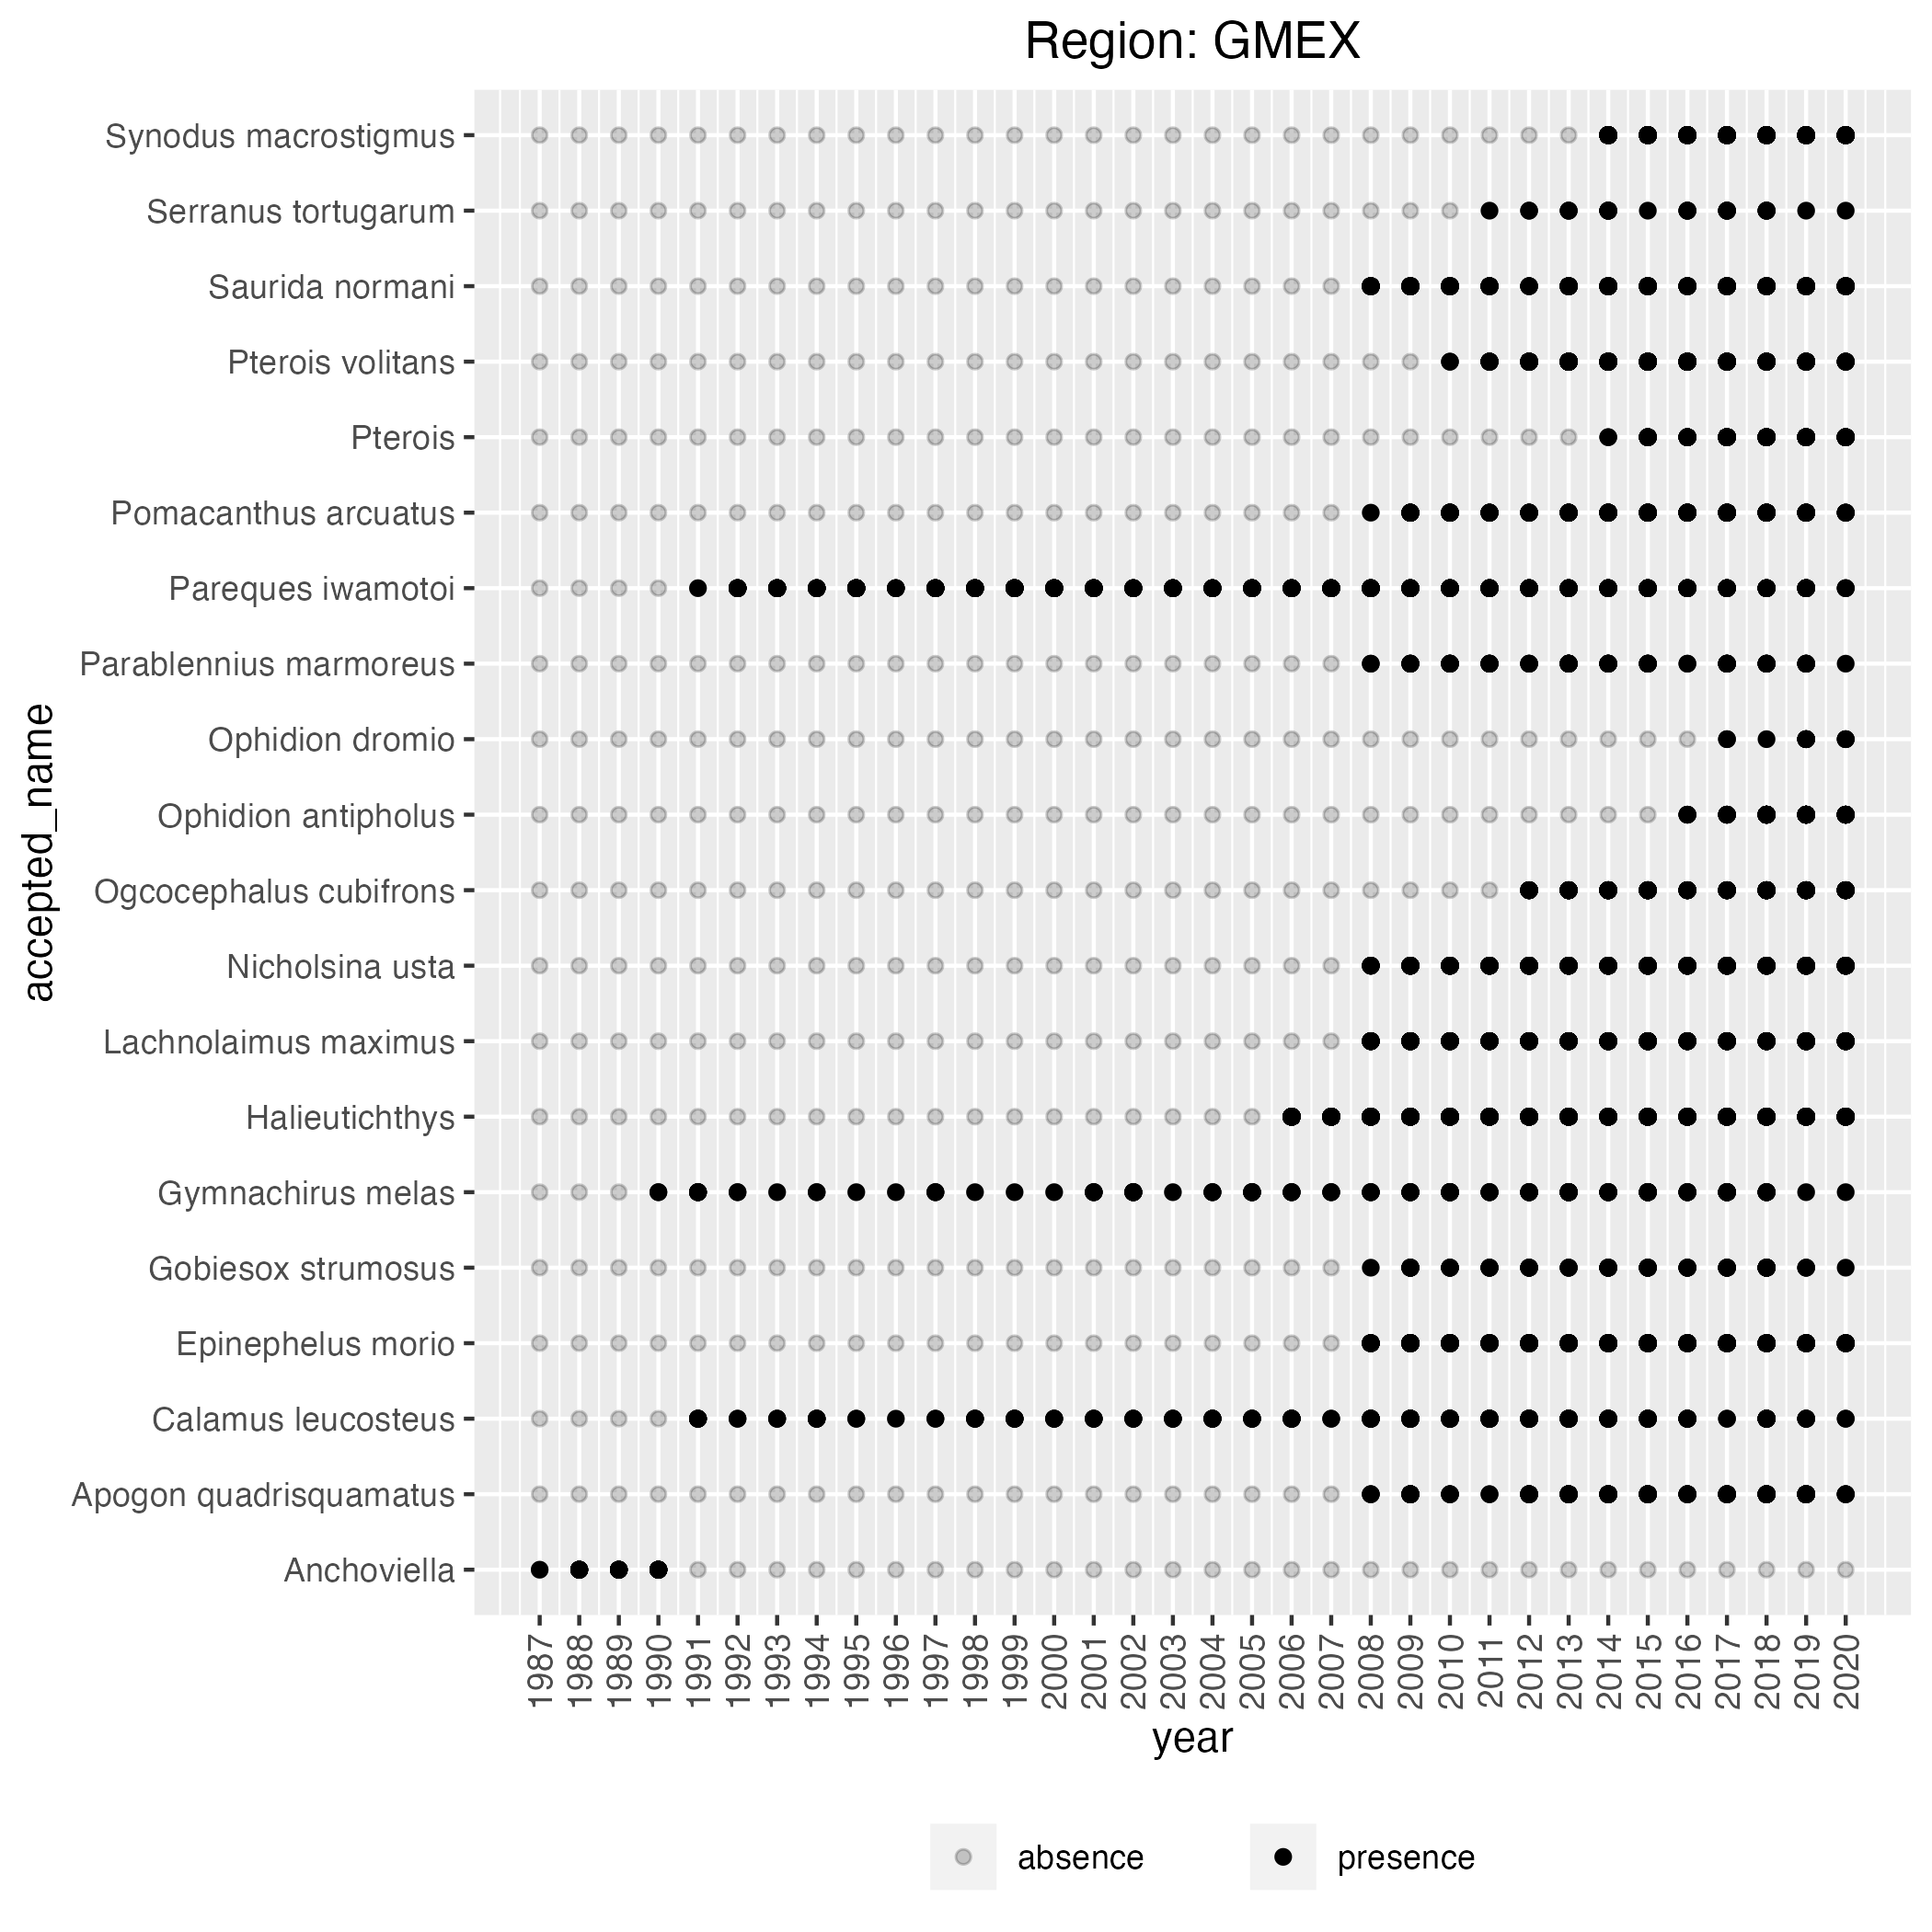 Region: GMEX
accepted_name
Synodus macrostigmus
Serranus tortugarum
Saurida normani
Pterois volitans
Pterois
Pomacanthus arcuatus
Pareques iwamotoi
Parablennius marmoreus
Ophidion dromio
Ophidion antipholus
Ogcocephalus cubifrons
Nicholsina usta
Lachnolaimus maximus
Halieutichthys
Gymnachirus melas
Gobiesox strumosus
Epinephelus morio
Calamus leucosteus
Apogon quadrisquamatus
Anchoviella
1987
1988
1989
1990
1991
1992
1993
1994
1995
1996
1997
1998
1999
2000
2001
2002
2003
2004
2005
2006
2007
2008
2009
2010
2011
2012
2013
2014
2015
2016
2017
2018
2019
2020
year
absence
presence